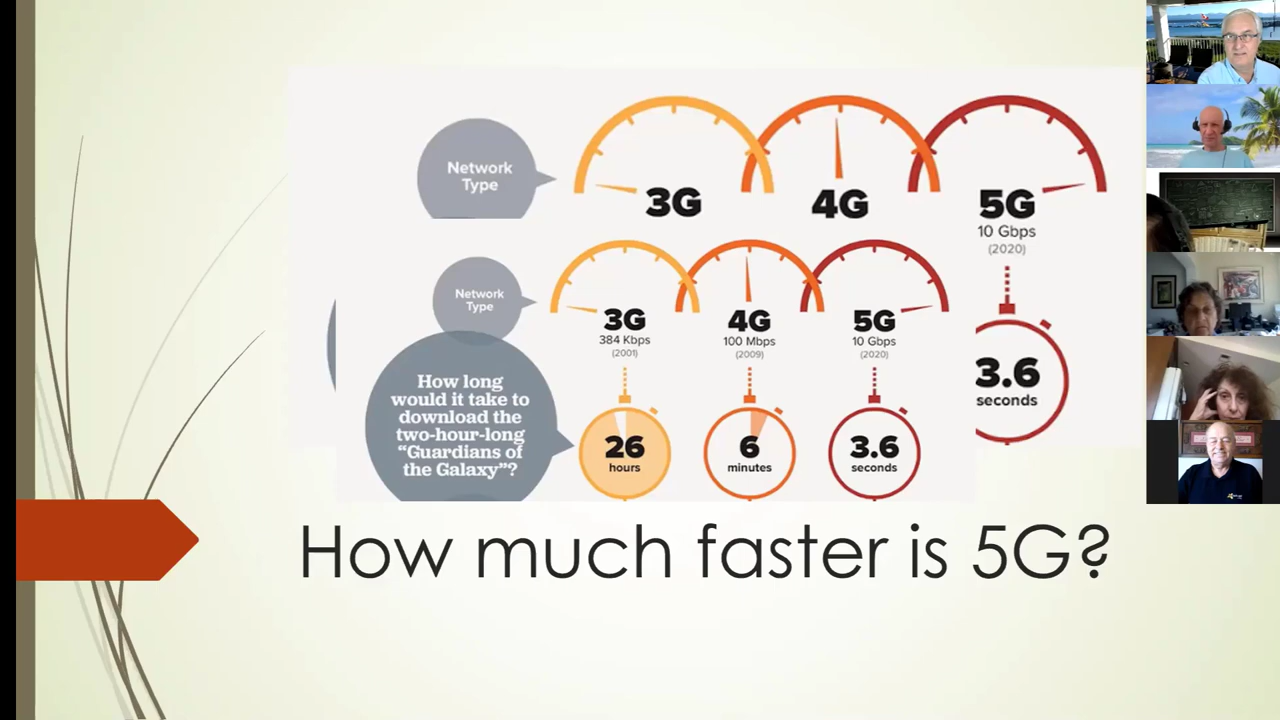 Network
Type
3G
4G
5G
10 Gbps
(2020)
Network
Type
3G
384 Kbps
(2001)
4G
100 Mbps
(2009)
5G
10 Gbps
(2020)
3.6
seconds
How long
would it take to
download the
two-hour-long
“Guardians of
the Galaxy”?
26
hours
6
minutes
3.6
seconds
How much faster is 5G?